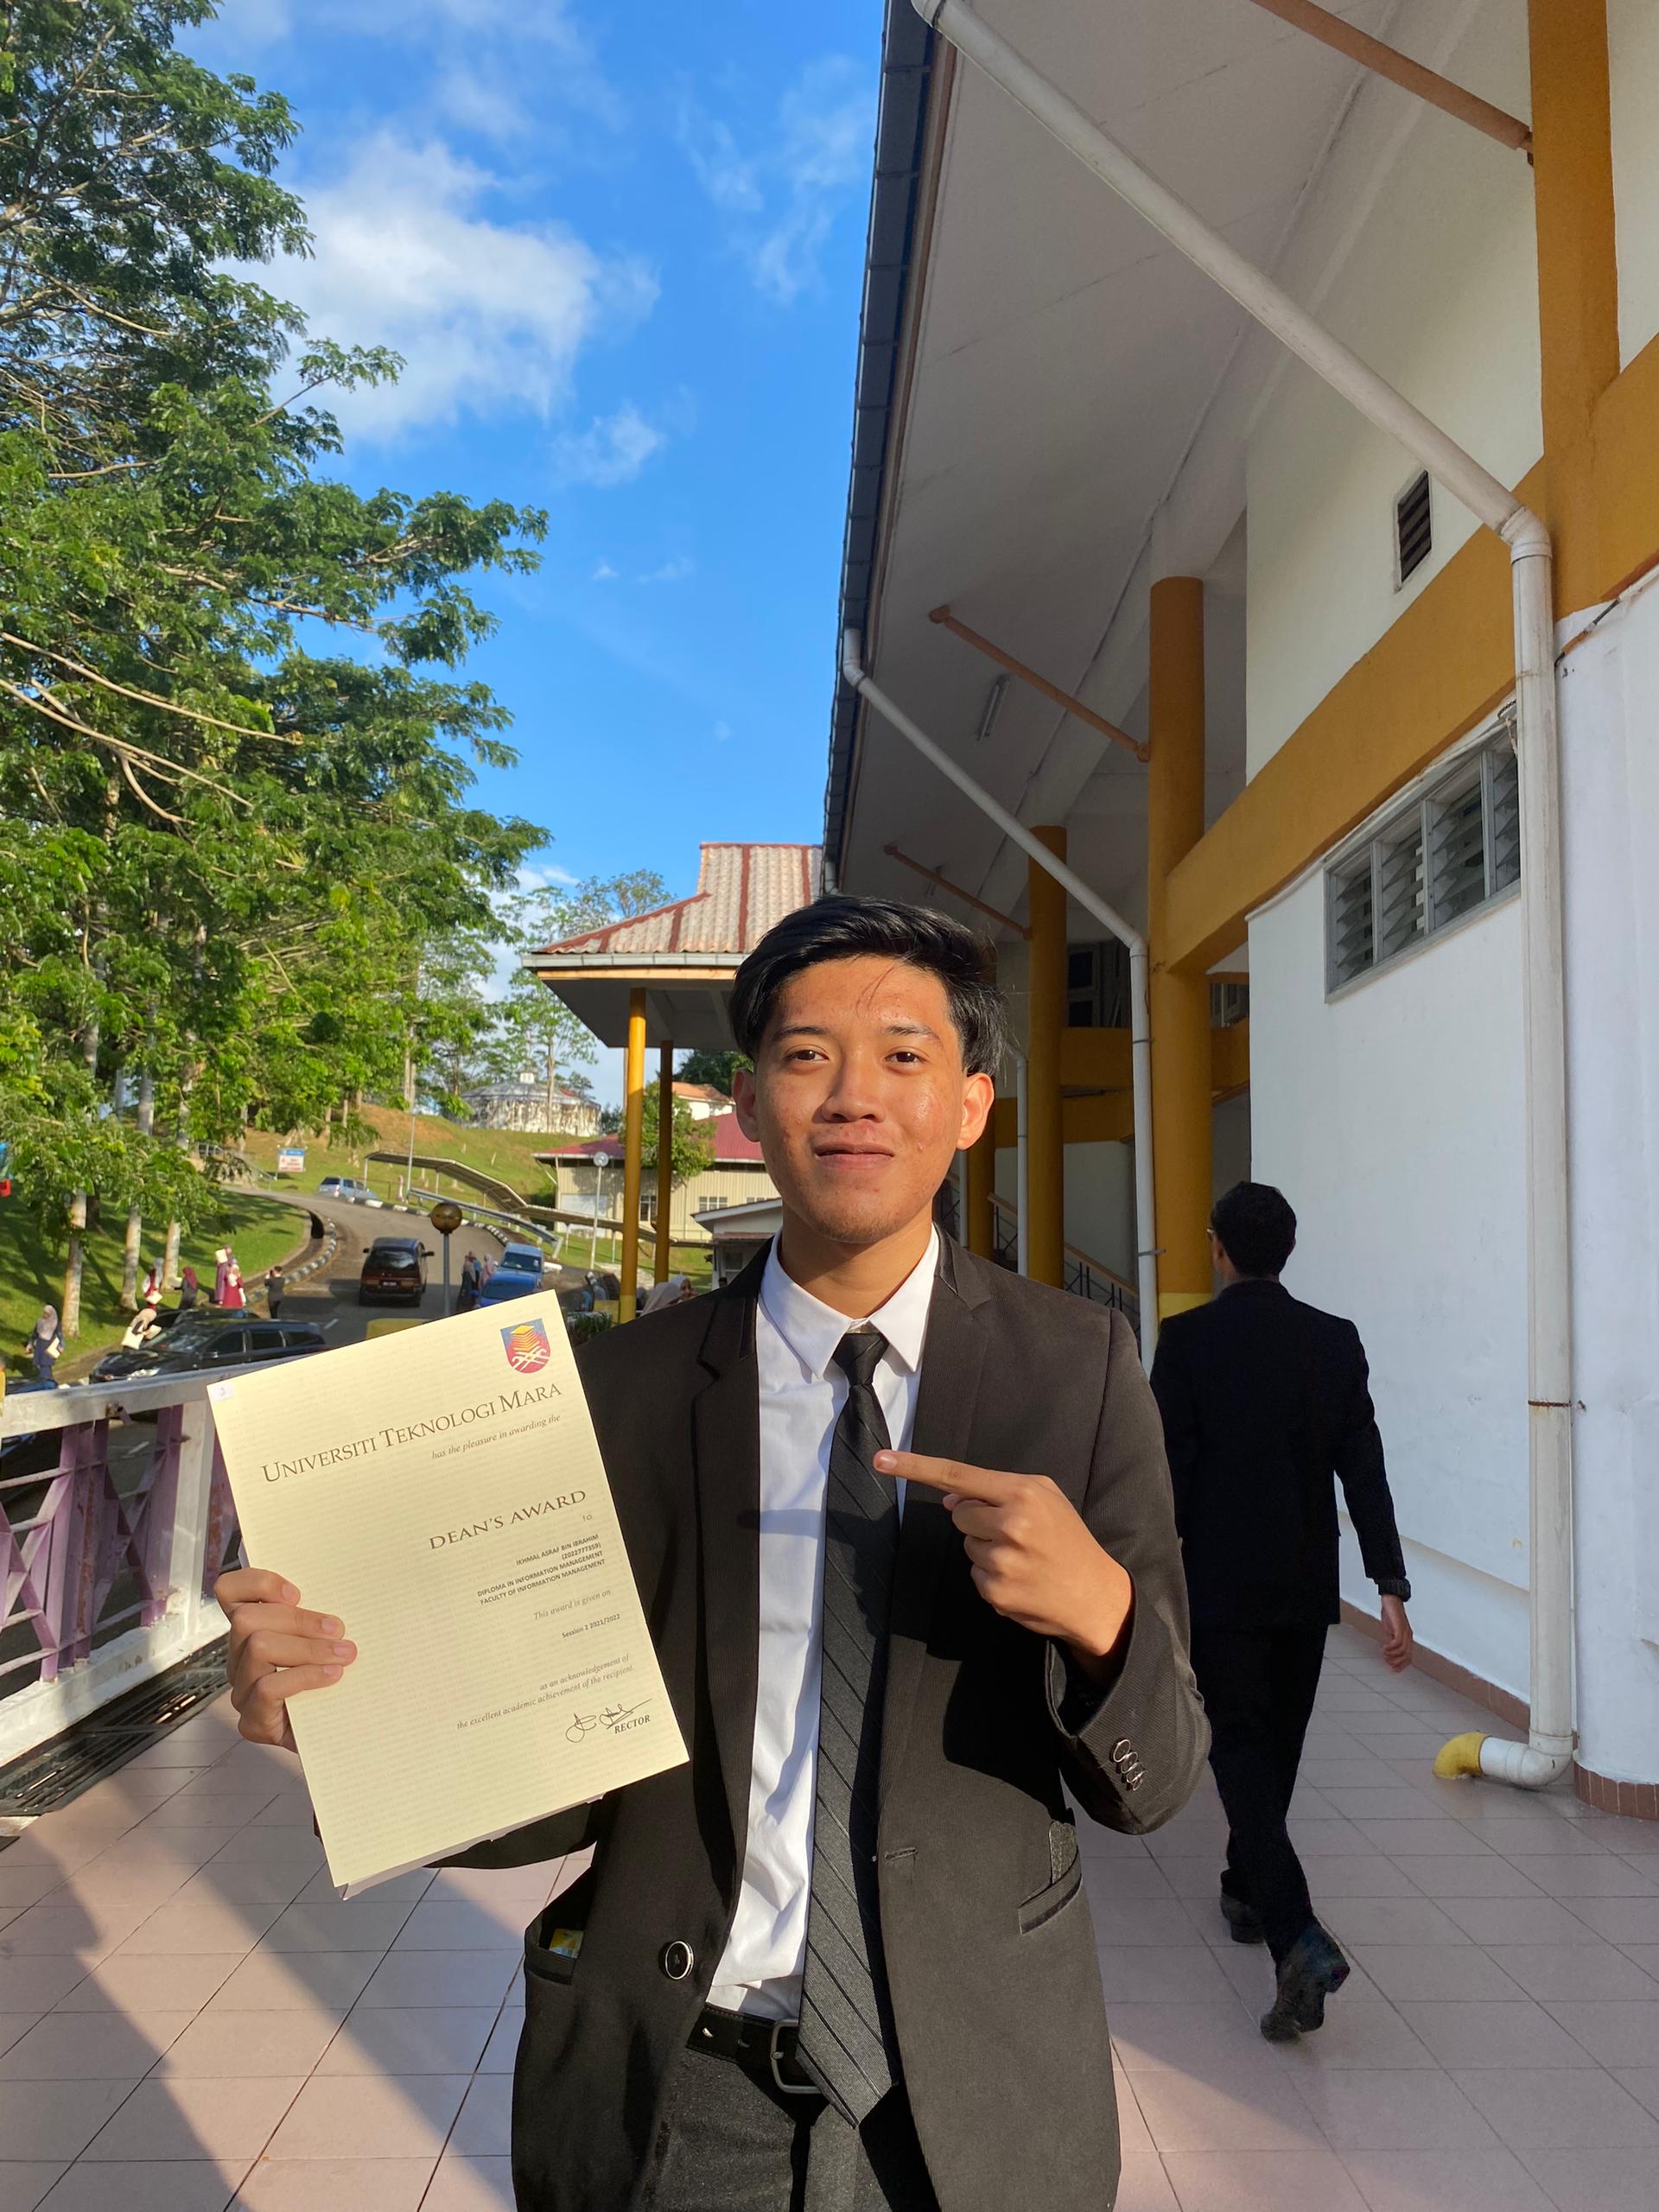 UNIVERSITI TEKNOLOGI MARA
has the pleasure in awarding the
DEAN'S AWARD
TO
IKHMAL ASRAF BIN IBRAHIM
(2022777359)
DIPLOMA IN INFORMATION MANAGEMENT
FACULTY OF INFORMATION MANAGEMENT
This award is given on
Session 2 2021/2022
as an acknowledgement of
the excellent academic achievement of the recipient
RECTOR